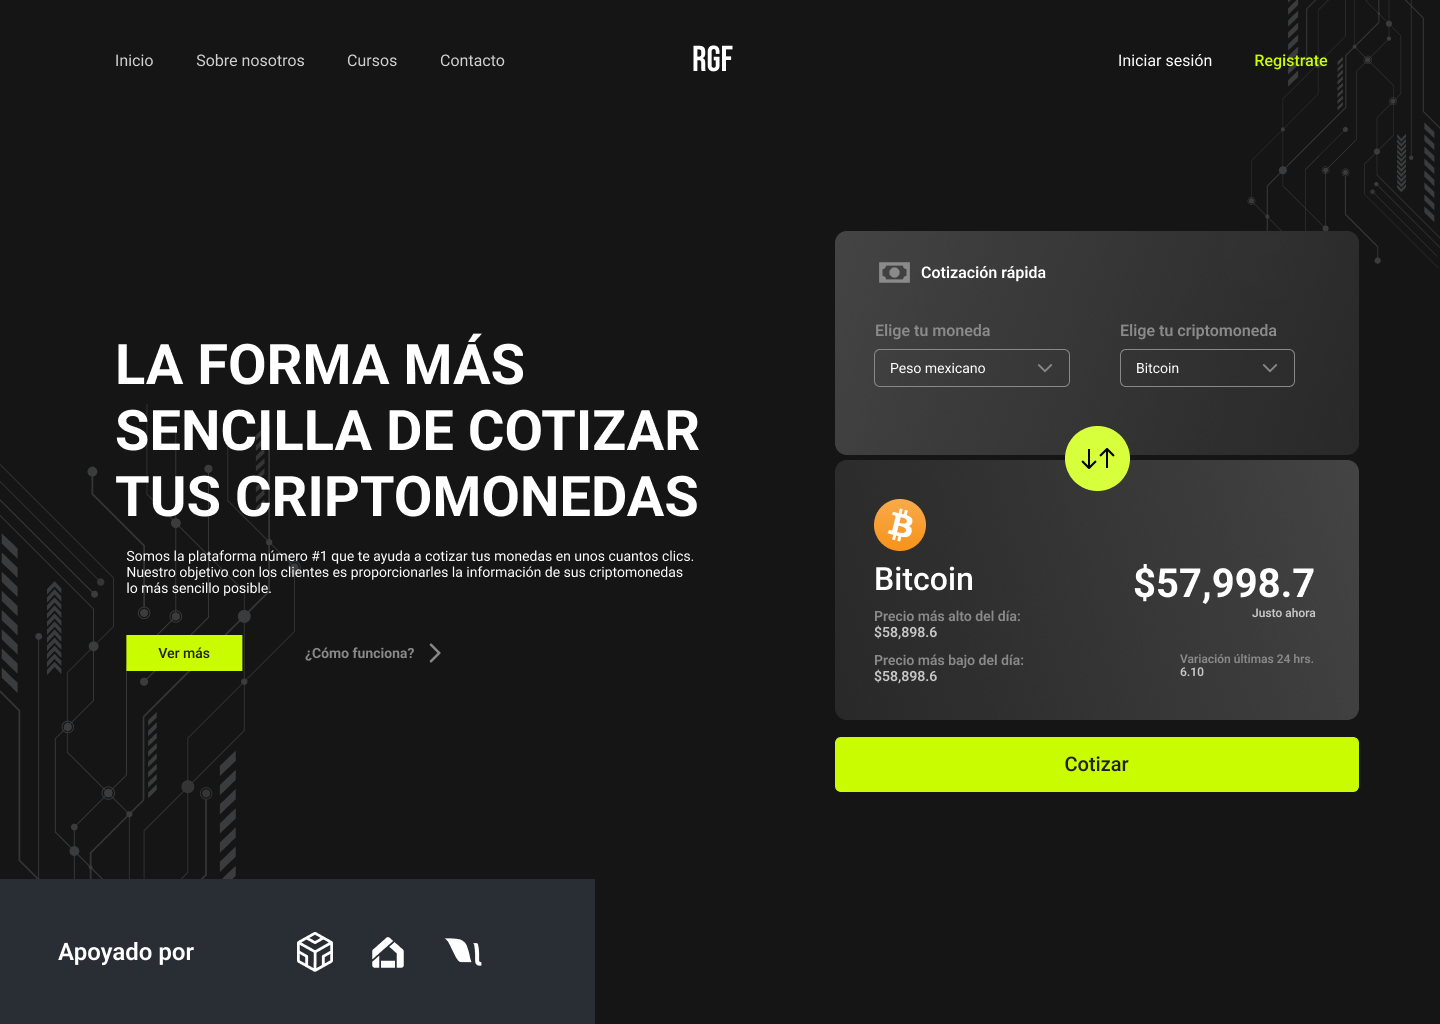 Inicio Sobre nosotros Cursos Contacto
RGF
Iniciar sesión Registrate
LA FORMA MÁS
SENCILLA DE COTIZAR
TUS CRIPTOMONEDAS
Somos la plataforma número #1 que te ayuda a cotizar tus monedas en unos cuantos clics.
Nuestro objetivo con los clientes es proporcionarles la información de sus criptomonedas
lo más sencillo posible.
Ver más
¿Cómo funciona?
Cotización rápida
Elige tu moneda
Peso mexicano
Elige tu criptomoneda
Bitcoin
Bitcoin
Precio más alto del día:
$58,898.6
Precio más bajo del día:
$58,898.6
$57,998.7
Justo ahora
Variación últimas 24 hrs.
6.10
Cotizar
Apoyado por